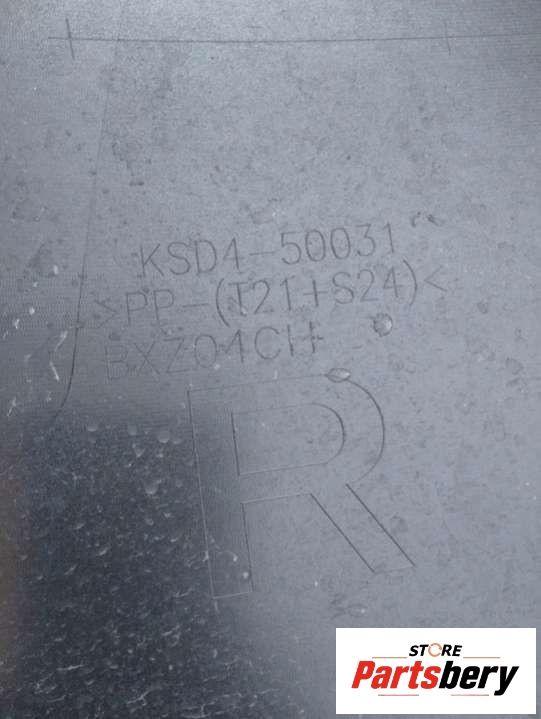 KSD4-50031
>PP-(T21+S24)<
BXZ04CH
R
STORE
Partsbery